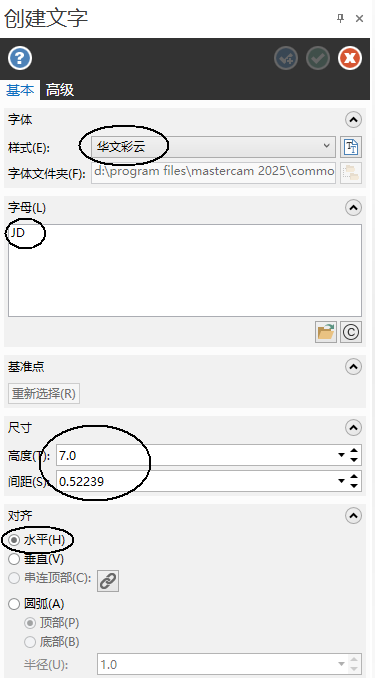 创建文字
?
基本 高级
字体
样式(E): 华文彩云
字体文件夹(F): d:\program files\mastercam 2025\commo
字母(L)
JD
基准点
重新选择(R)
尺寸
高度(T): 7.0
间距(S): 0.52239
对齐
水平(H)
垂直(V)
串连顶部(C):
圆弧(A)
顶部(P)
底部(B)
半径(U): 1.0